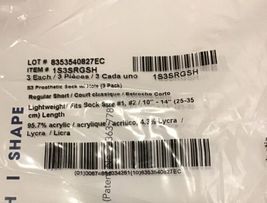 LOT # 8353540827EC
ITEM # 1S3SRGSH
3 Each / 3 Pièces / 3 Cada uno
1S3SRGSH
S3 Prosthetic Sock w/ Hole (3 Pack)
Regular Short / Court classique / Estrecho Corto
Lightweight/ Fits Sock Size #1, #2 / 10" - 14" (25-35
cm) Length
95.7% acrylic / acrylique / acrílico, 4.3% Lycra /
Lycra / Licra
(Paten
SHAPE